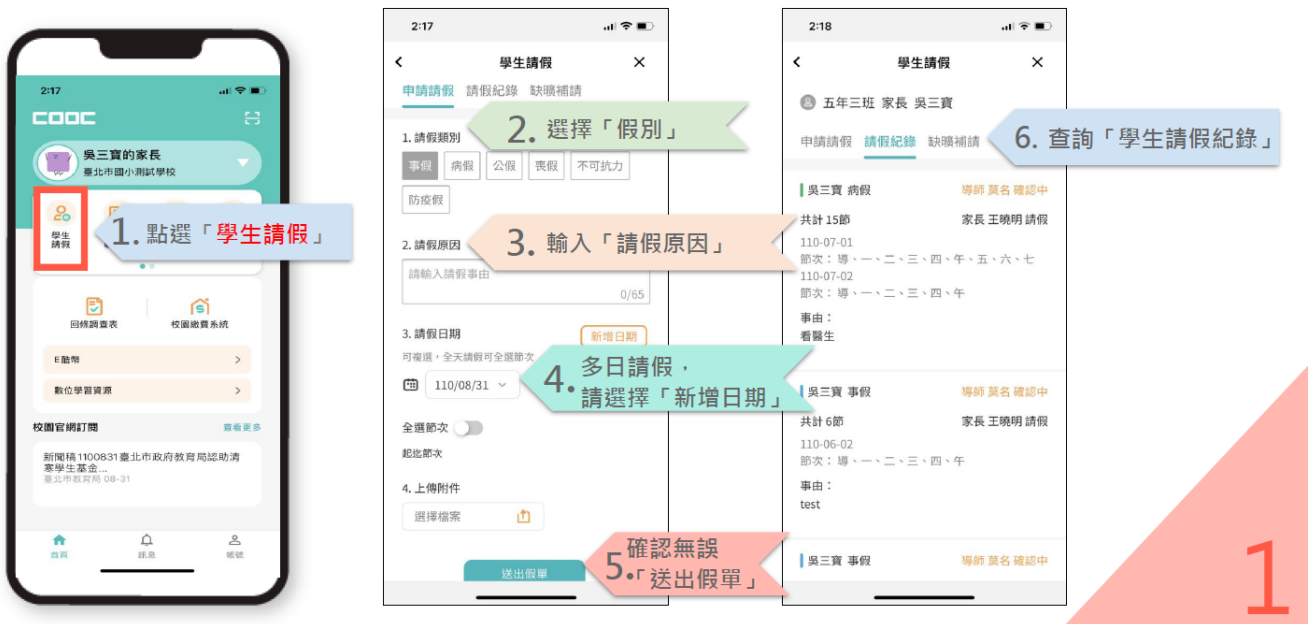 2:17
COOC
吳三寶的家長
臺北市國小測試學校
學生
請假
1. 點選「學生請假」
回條調查表
校園繳費系統
E酷幣
數位學習資源
校園官網訂閱
查看更多
新聞稿1100831臺北市政府教育局認助清
寒學生基金...
臺北市教育局 08-31
首頁
訊息
帳號
2:17
學生請假
申請請假 請假紀錄 缺曠補請
1. 請假類別
2. 選擇「假別」
事假 病假 公假 喪假 不可抗力
防疫假
2. 請假原因
3. 輸入「請假原因」
請輸入請假事由
0/65
3. 請假日期
新增日期
可複選，全天請假可全選節次
110/08/31
4. 多日請假，
請選擇「新增日期」
全選節次
起迄節次
4. 上傳附件
選擇檔案
送出假單
5. 確認無誤
「送出假單」
2:18
學生請假
五年三班 家長 吳三寶
申請請假 請假紀錄 缺曠補請
6. 查詢「學生請假紀錄」
吳三寶 病假 導師 莫名 確認中
共計 15節 家長 王曉明 請假
110-07-01
節次：導、一、二、三、四、午、五、六、七
110-07-02
節次：導、一、二、三、四、午
事由：
看醫生
吳三寶 事假 導師 莫名 確認中
共計 6節 家長 王曉明 請假
110-06-02
節次：導、一、二、三、四、午
事由：
test
吳三寶 事假 導師 莫名 確認中
1